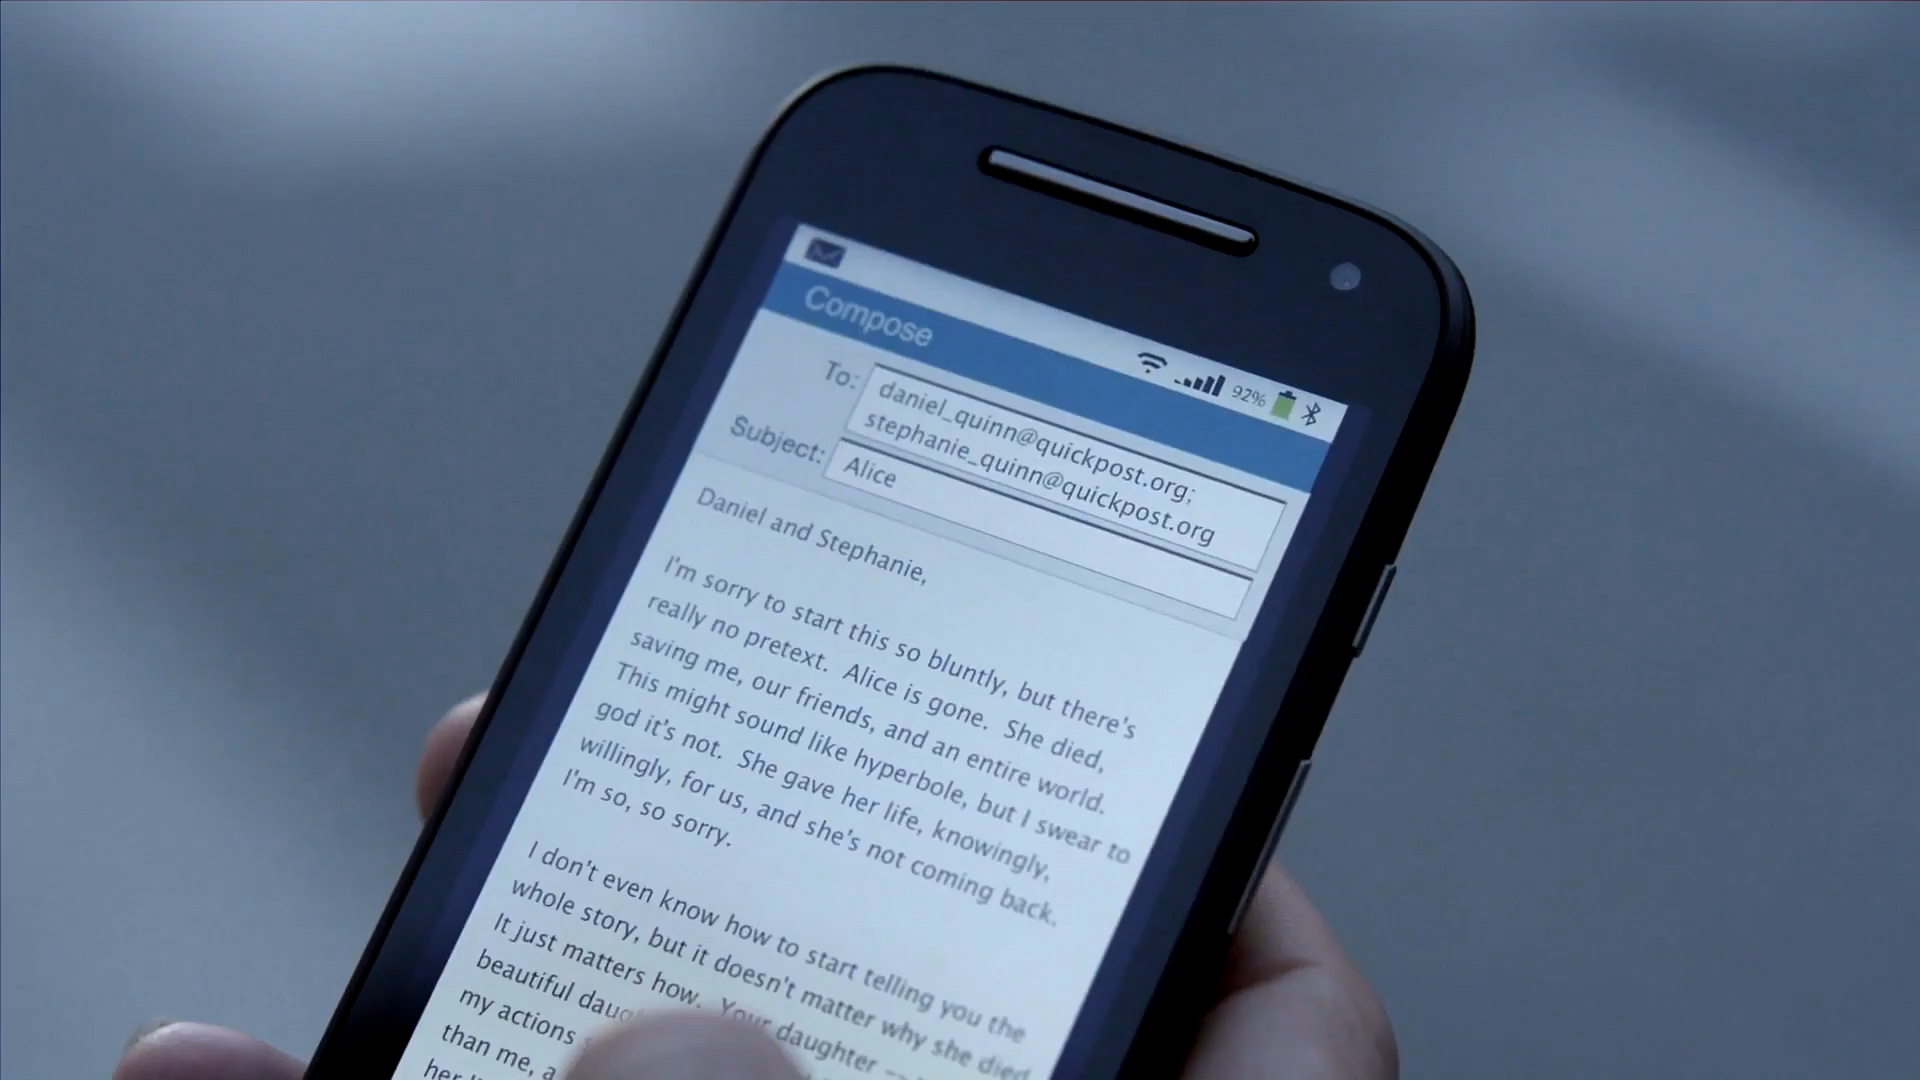 92%
Compose
To: daniel_quinn@quickpost.org;
stephanie_quinn@quickpost.org
Subject: Alice
Daniel and Stephanie,
I'm sorry to start this so bluntly, but there's
really no pretext. Alice is gone. She died,
saving me, our friends, and an entire world.
This might sound like hyperbole, but I swear to
god it's not. She gave her life, knowingly,
willingly, for us, and she's not coming back.
I'm so, so sorry.
I don't even know how to start telling you the
whole story, but it doesn't matter why she died
It just matters how. Your daughter
beautiful
my actions
than me,
her